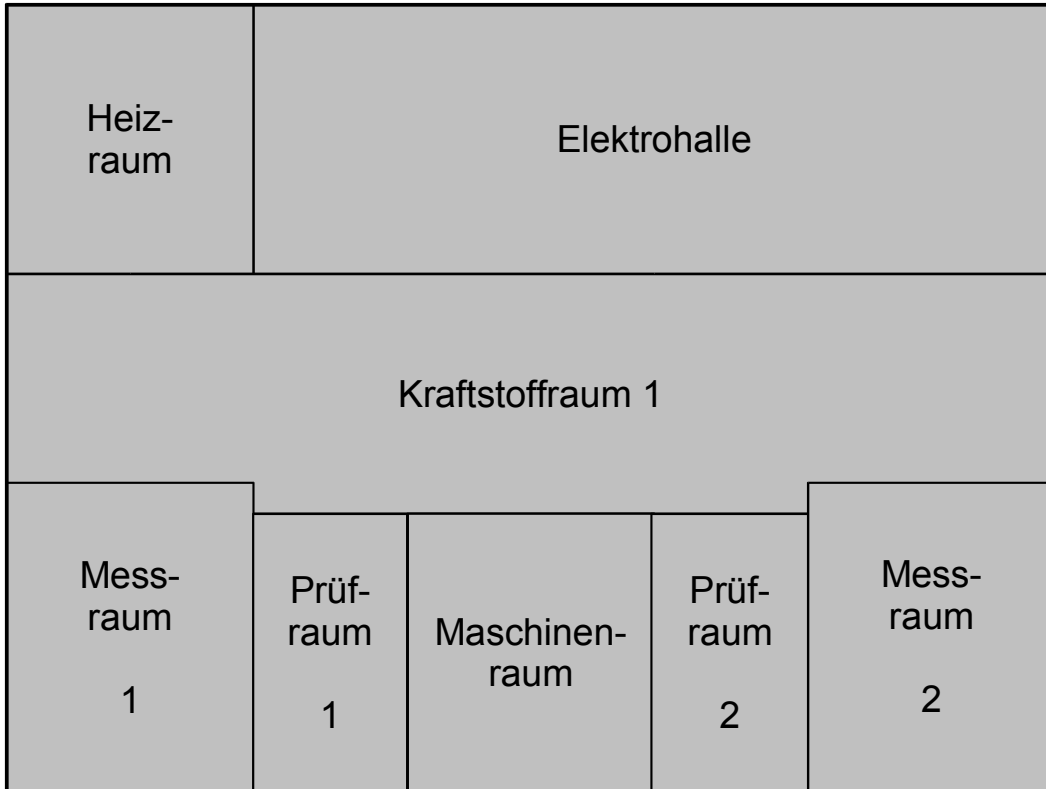 Heiz-
raum
Elektrohalle
Kraftstoffraum 1
Mess-
raum
1
Prüf-
raum
1
Maschinen-
raum
Prüf-
raum
2
Mess-
raum
2